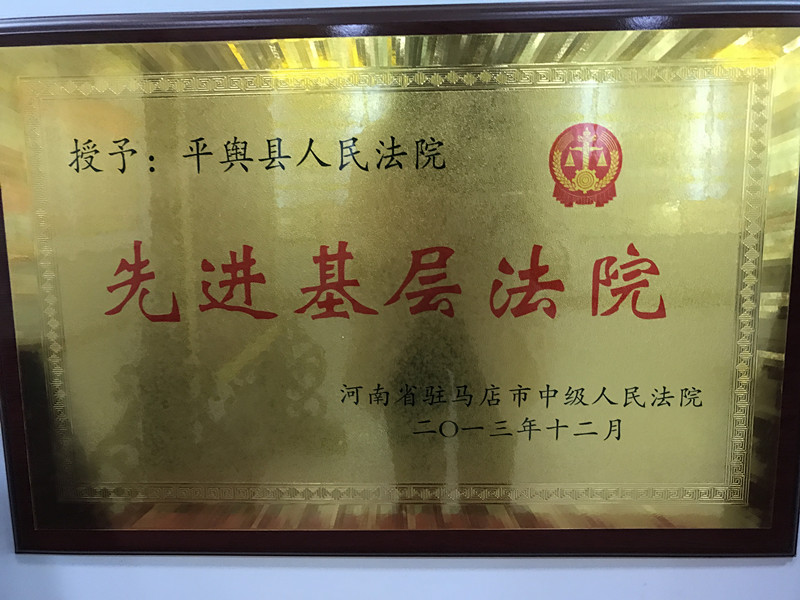 授予：平舆县人民法院
先进基层法院
河南省驻马店市中级人民法院
二〇一三年十二月